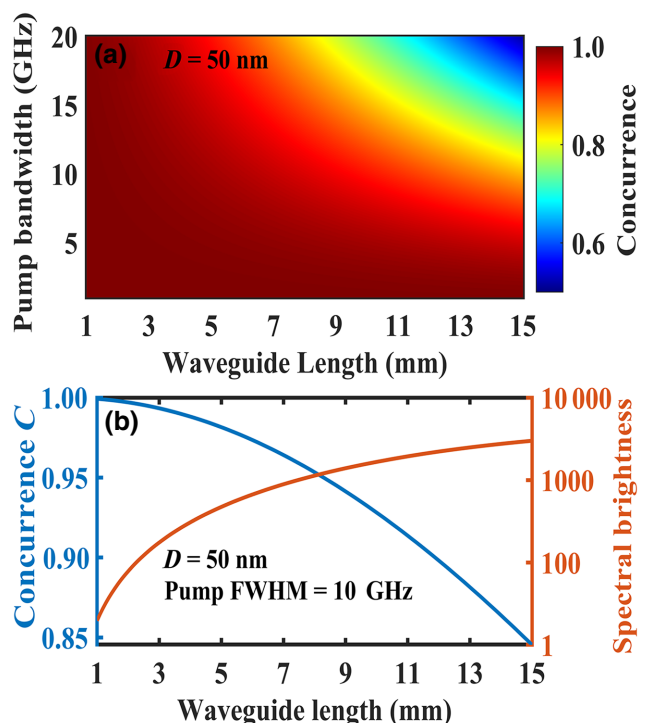 (a)
D = 50 nm
Pump bandwidth (GHz)
20
15
10
5
1 3 5 7 9 11 13 15
Waveguide Length (mm)
1.0
0.8
0.6
Concurrence
(b)
D = 50 nm
Pump FWHM = 10 GHz
Concurrence C
1.00
0.95
0.90
0.85
10 000
1000
100
1
Spectral brightness
1 3 5 7 9 11 13 15
Waveguide length (mm)